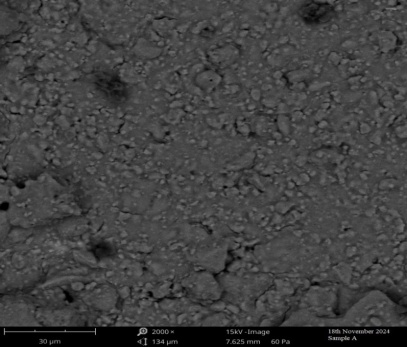 30 µm
2000 ×
134 µm
15kV -Image
7.625 mm 60 Pa
18th November 2024
Sample A